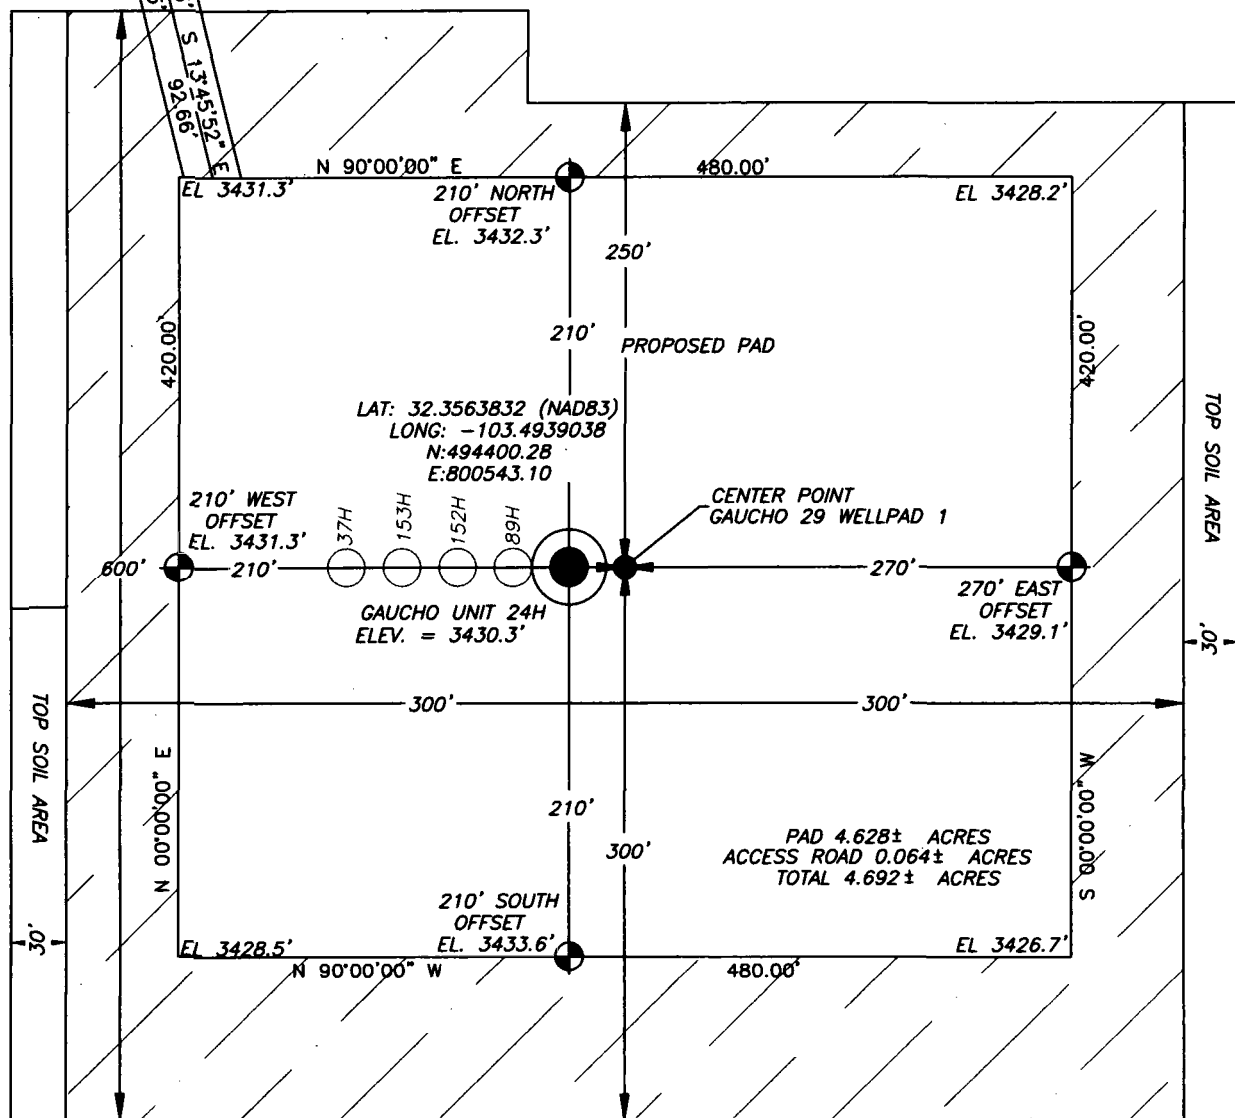 S 13°45'52" E
92.66'
N 90°00'00" E
480.00'
EL 3431.3'
210' NORTH
OFFSET
EL. 3432.3'
EL 3428.2'
250'
210'
PROPOSED PAD
420.00'
420.00'
LAT: 32.3563832 (NAD83)
LONG: -103.4939038
N:494400.28
E:800543.10
TOP SOIL AREA
210' WEST
OFFSET
EL. 3431.3'
37H
153H
152H
89H
CENTER POINT
GAUCHO 29 WELLPAD 1
600'
210'
270'
270' EAST
OFFSET
EL. 3429.1'
GAUCHO UNIT 24H
ELEV. = 3430.3'
30'
300'
300'
TOP SOIL AREA
N 00°00'00" E
S 00°00'00" W
210'
300'
PAD 4.628± ACRES
ACCESS ROAD 0.064± ACRES
TOTAL 4.692± ACRES
30'
210' SOUTH
OFFSET
EL. 3433.6'
EL 3428.5'
EL 3426.7'
N 90°00'00" W
480.00'